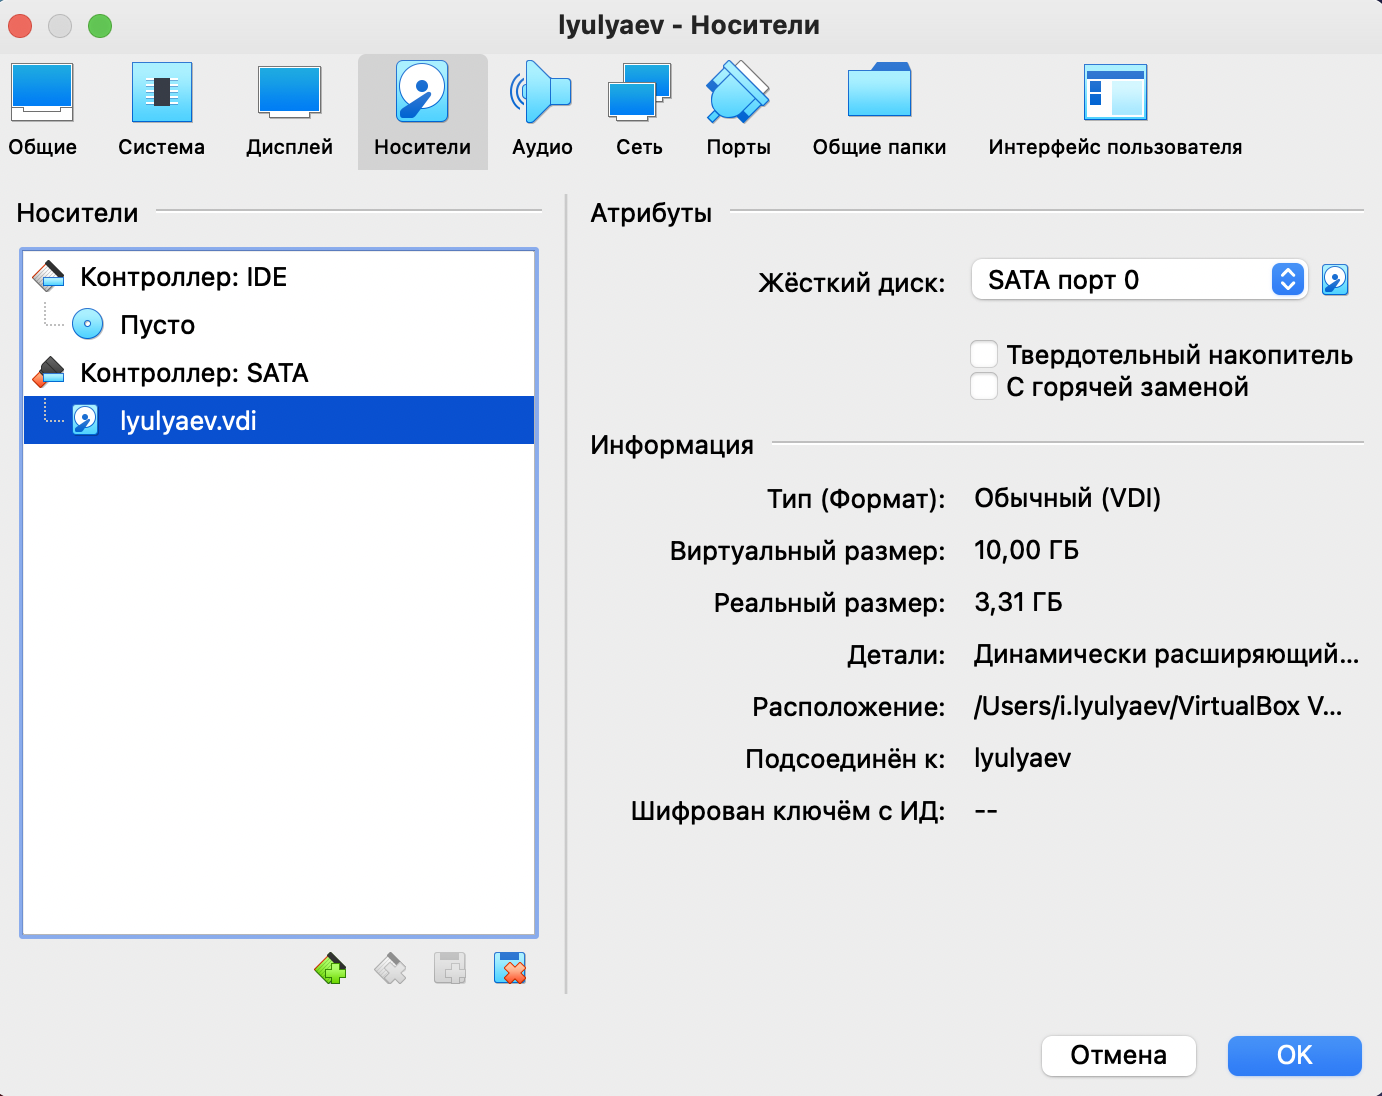 lyulyaev - Носители
Общие
Система
Дисплей
Носители
Аудио
Сеть
Порты
Общие папки
Интерфейс пользователя
Носители
Контроллер: IDE
Пусто
Контроллер: SATA
lyulyaev.vdi
Атрибуты
Жёсткий диск: SATA порт 0
Твердотельный накопитель
С горячей заменой
Информация
Тип (Формат): Обычный (VDI)
Виртуальный размер: 10,00 ГБ
Реальный размер: 3,31 ГБ
Детали: Динамически расширяющий...
Расположение: /Users/i.lyulyaev/VirtualBox V...
Подсоединён к: lyulyaev
Шифрован ключём с ИД: --
Отмена
OK